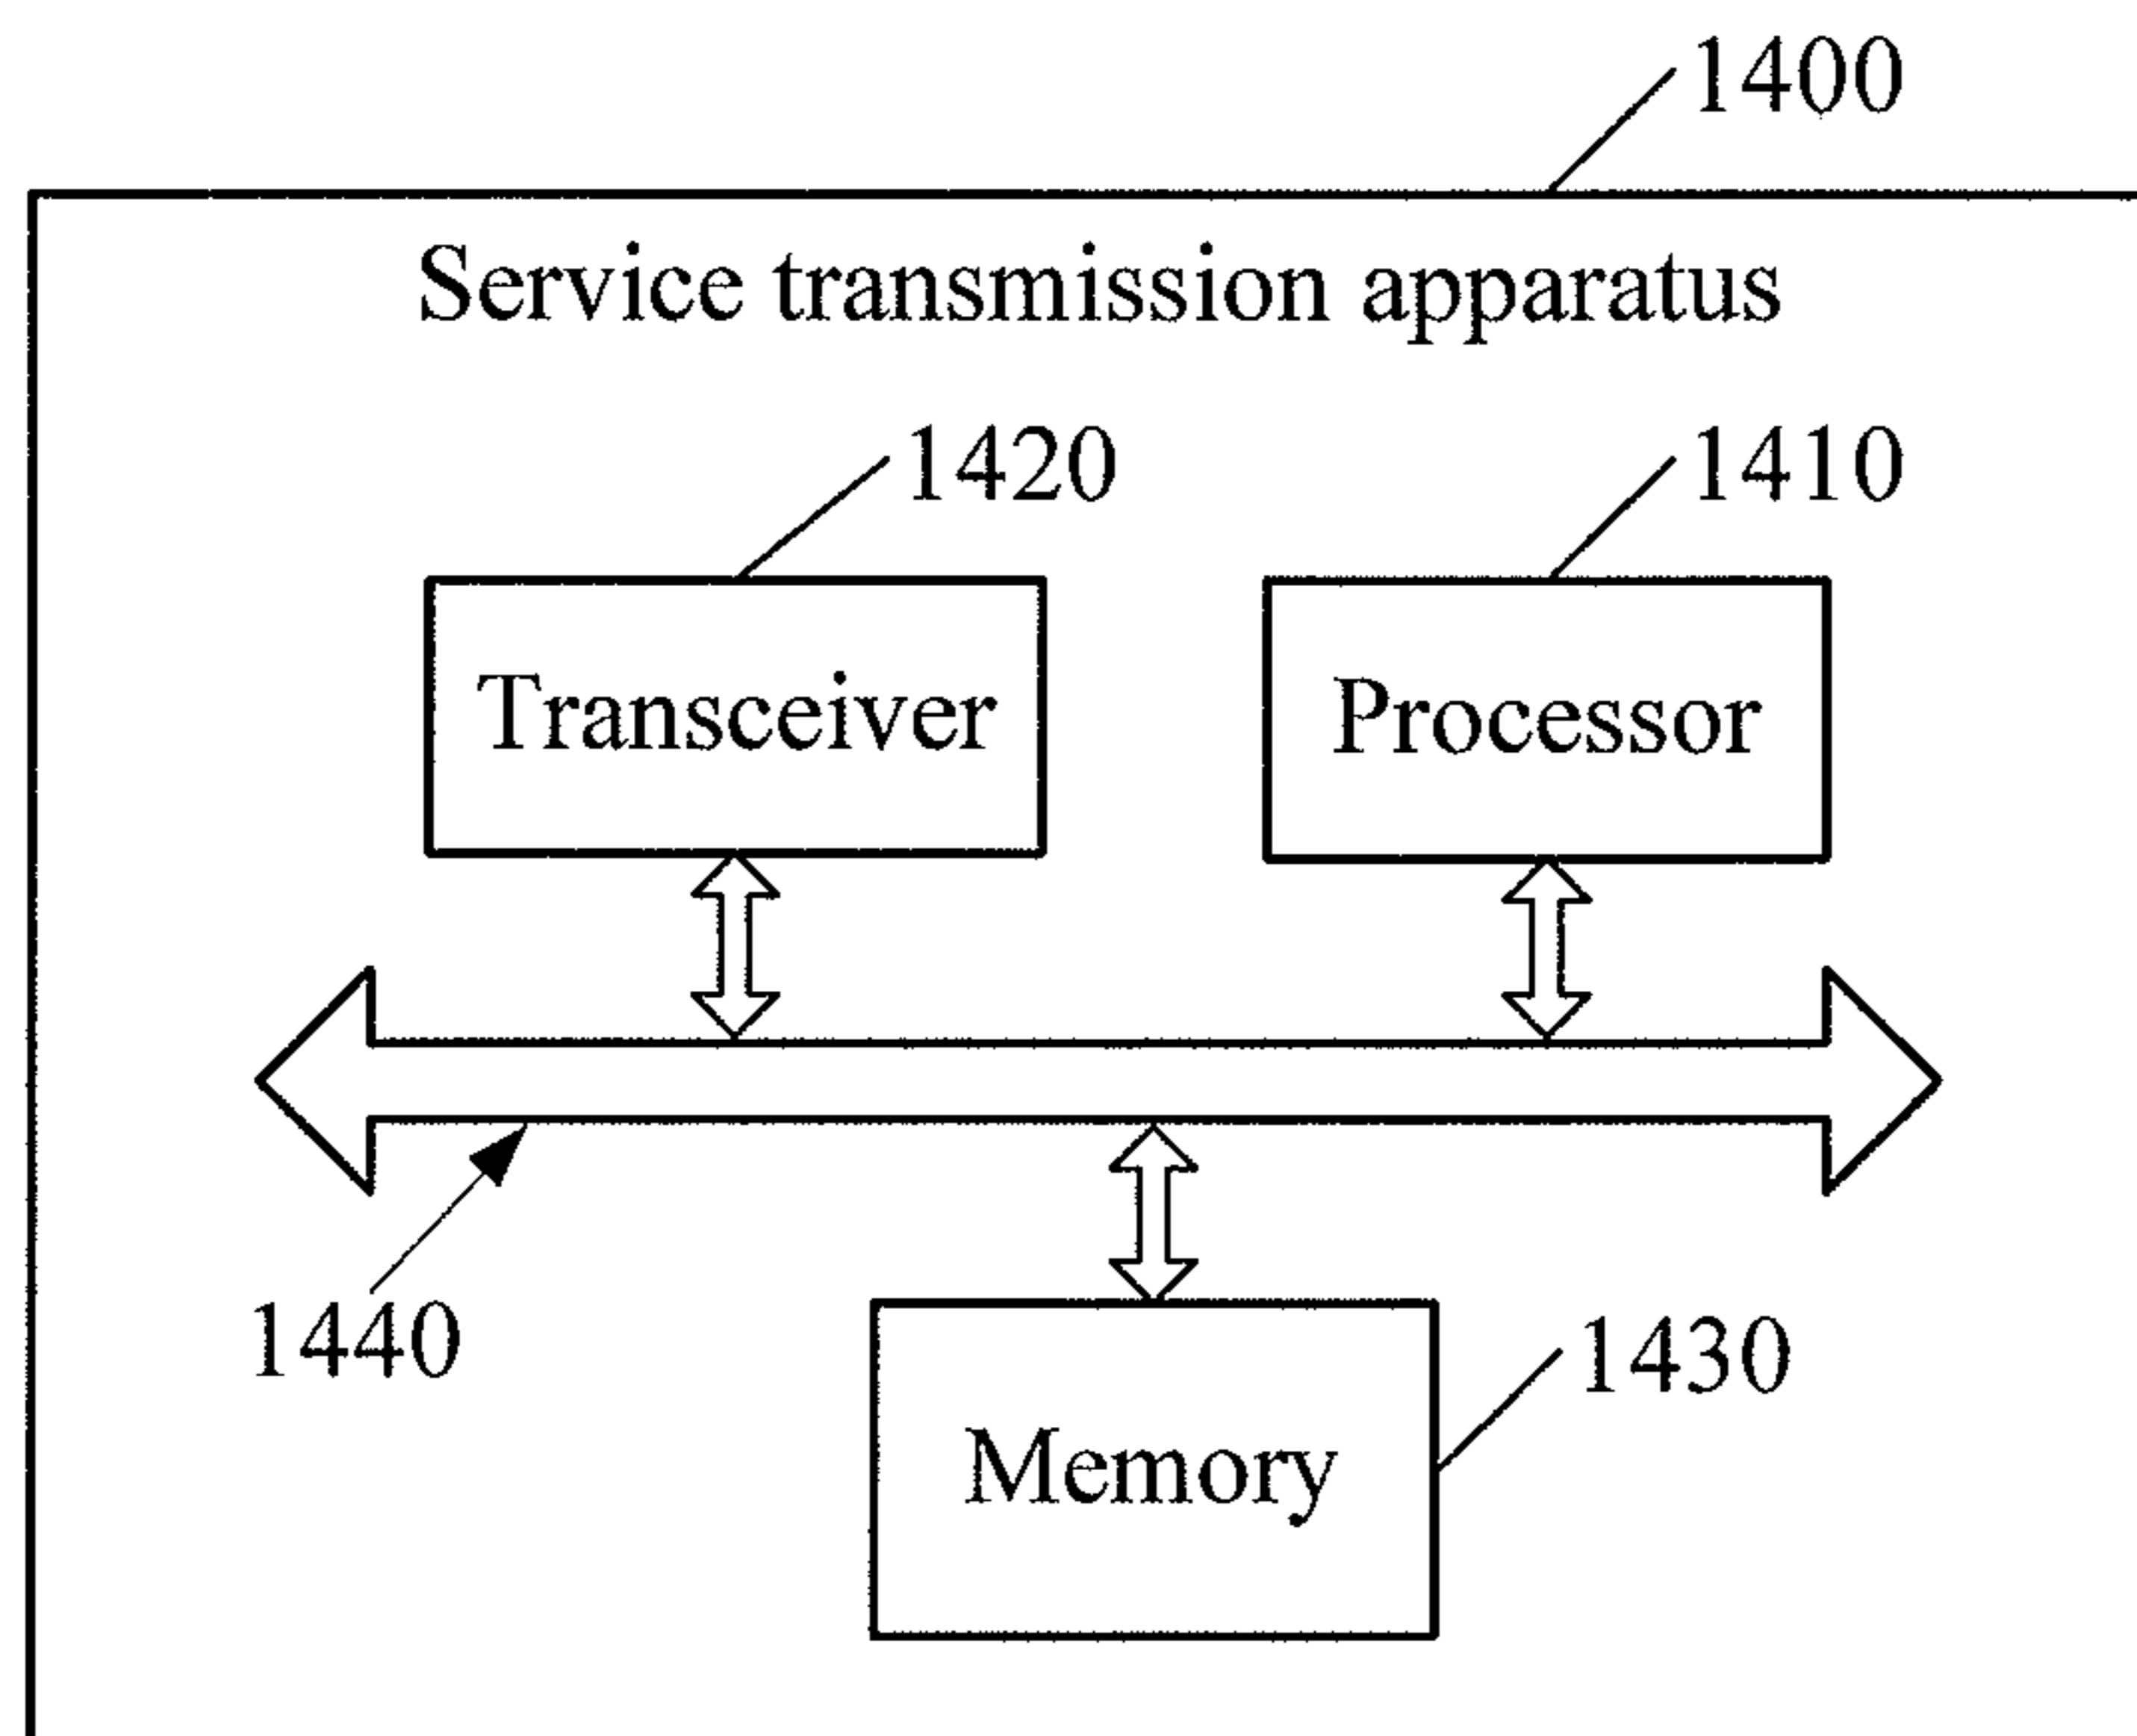 1400
Service transmission apparatus
1420
1410
Transceiver
Processor
1440
1430
Memory